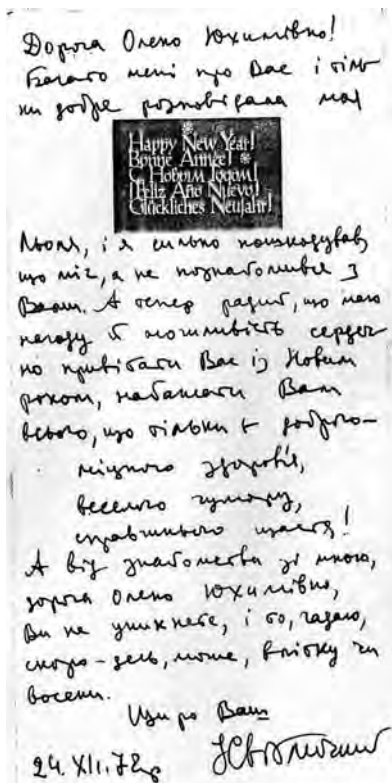 Дорога Олено Юхимівно!
Багато мені про Вас і тіль
ки добре розповідала моя
Happy New Year!
Bonne Année!
С Новым Годом!
¡Feliz Año Nuevo!
Glückliches Neujahr!
Льоля, і я сильно пошкодував,
що міг, а не познайомився з
Вами. А тепер радий, що маю
нагоду й можливість сердеч
но привітати Вас із Новим
роком, побажати Вам
всього, що тільки є доброго—
міцного здоров'я,
веселого гумору,
справжнього щастя!
А від знайомства зі мною,
дорога Олено Юхимівно,
Ви не уникнете, і то, гадаю,
скоро – десь, може, влітку чи
восени.
Щиро Ваш
24. XII. 72 р